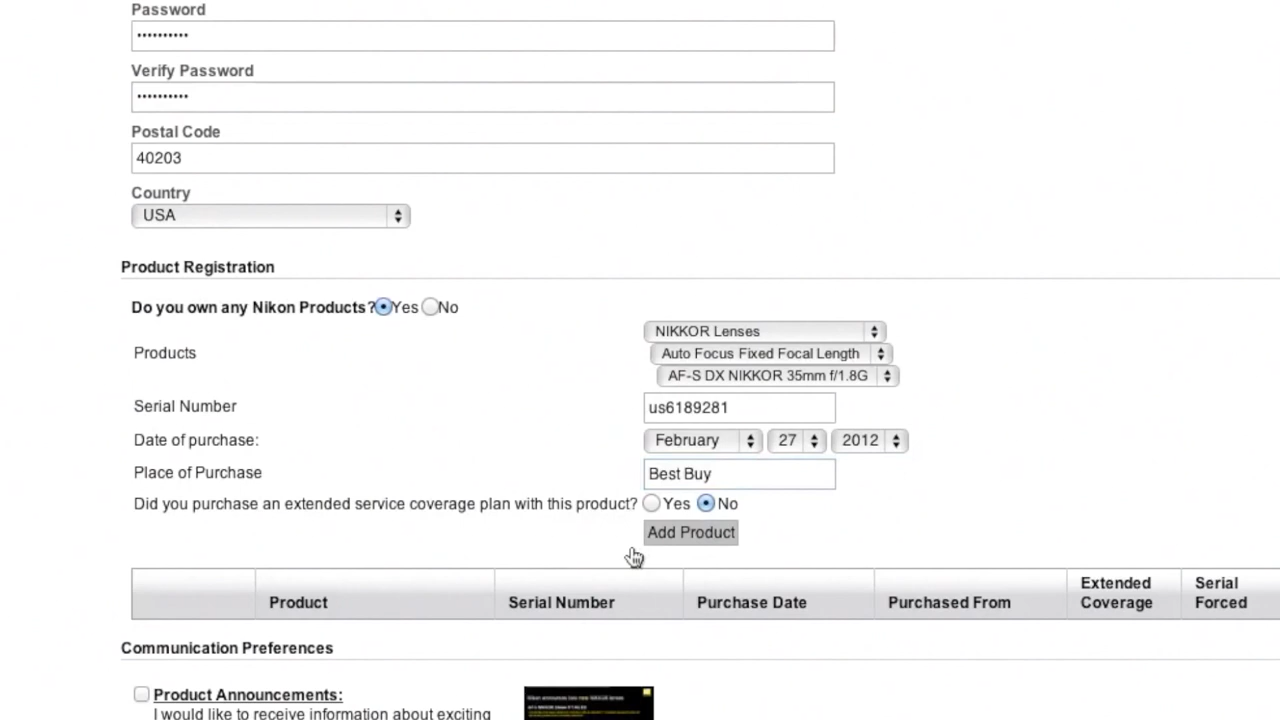 Password
••••••••••
Verify Password
••••••••••
Postal Code
40203
Country
USA
Product Registration
Do you own any Nikon Products? Yes No
Products
NIKKOR Lenses
Auto Focus Fixed Focal Length
AF-S DX NIKKOR 35mm f/1.8G
Serial Number us6189281
Date of purchase: February 27 2012
Place of Purchase Best Buy
Did you purchase an extended service coverage plan with this product? Yes No
Add Product
Product Serial Number Purchase Date Purchased From Extended Coverage Serial Forced
Communication Preferences
Product Announcements:
I would like to receive information about exciting